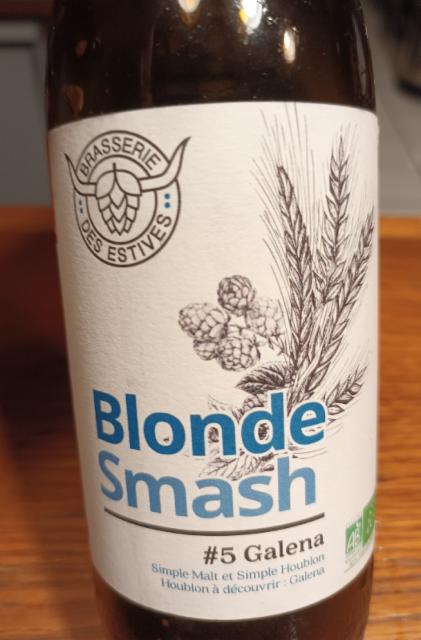 BRASSERIE
DES ESTIVES
Blonde
Smash
#5 Galena
Simple Malt et Simple Houblon
Houblon à découvrir : Galena
AB